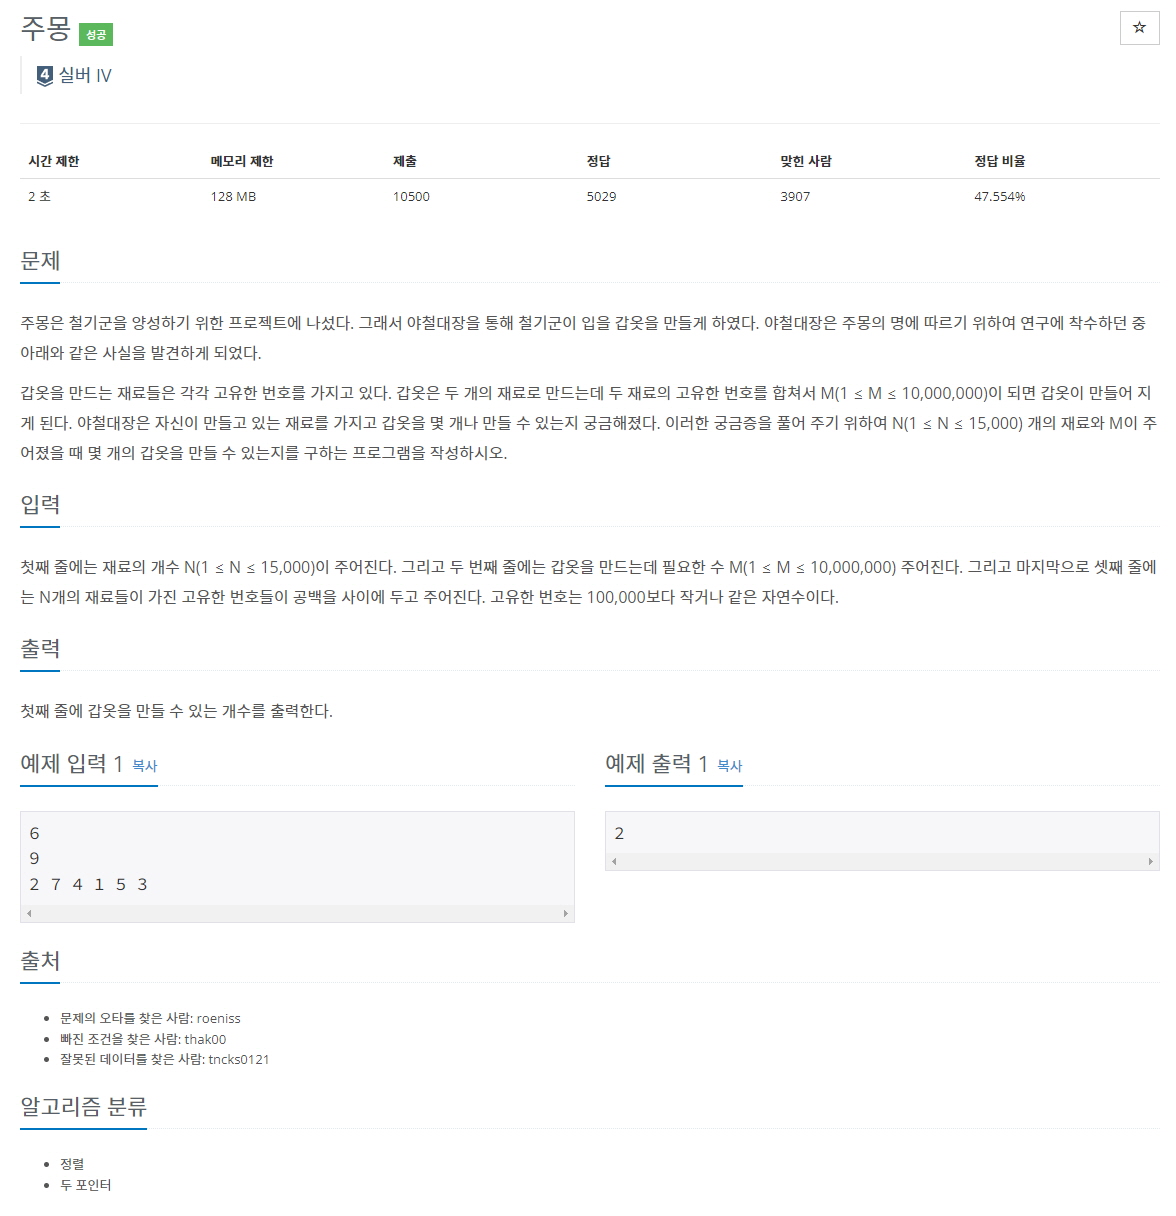 주몽 성공
☆
4 실버 IV
시간 제한 메모리 제한 제출 정답 맞힌 사람 정답 비율
2 초 128 MB 10500 5029 3907 47.554%
문제
주몽은 철기군을 양성하기 위한 프로젝트에 나섰다. 그래서 야철대장을 통해 철기군이 입을 갑옷을 만들게 하였다. 야철대장은 주몽의 명에 따르기 위하여 연구에 착수하던 중
아래와 같은 사실을 발견하게 되었다.
갑옷을 만드는 재료들은 각각 고유한 번호를 가지고 있다. 갑옷은 두 개의 재료로 만드는데 두 재료의 고유한 번호를 합쳐서 M(1 ≤ M ≤ 10,000,000)이 되면 갑옷이 만들어 지
게 된다. 야철대장은 자신이 만들고 있는 재료를 가지고 갑옷을 몇 개나 만들 수 있는지 궁금해졌다. 이러한 궁금증을 풀어 주기 위하여 N(1 ≤ N ≤ 15,000) 개의 재료와 M이 주
어졌을 때 몇 개의 갑옷을 만들 수 있는지를 구하는 프로그램을 작성하시오.
입력
첫째 줄에는 재료의 개수 N(1 ≤ N ≤ 15,000)이 주어진다. 그리고 두 번째 줄에는 갑옷을 만드는데 필요한 수 M(1 ≤ M ≤ 10,000,000) 주어진다. 그리고 마지막으로 셋째 줄에
는 N개의 재료들이 가진 고유한 번호들이 공백을 사이에 두고 주어진다. 고유한 번호는 100,000보다 작거나 같은 자연수이다.
출력
첫째 줄에 갑옷을 만들 수 있는 개수를 출력한다.
예제 입력 1 복사
6
9
2 7 4 1 5 3
예제 출력 1 복사
2
출처
문제의 오타를 찾은 사람: roeniss
빠진 조건을 찾은 사람: thak00
잘못된 데이터를 찾은 사람: tncks0121
알고리즘 분류
정렬
두 포인터